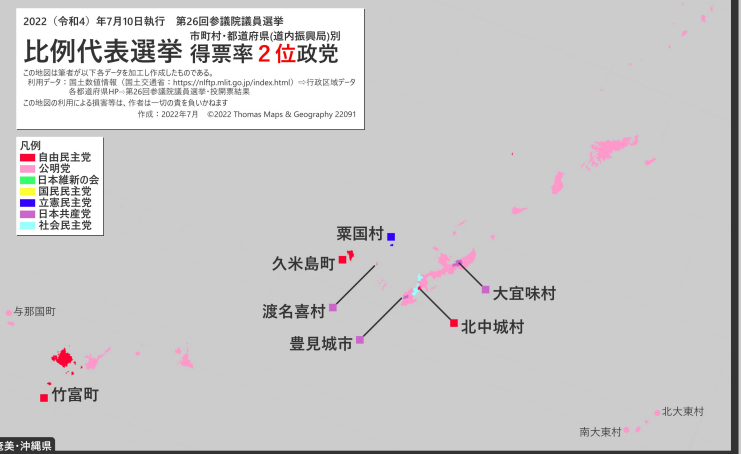 2022（令和4）年7月10日執行　第26回参議院議員選挙
比例代表選挙 市町村・都道府県(道内振興局)別
得票率２位政党
この地図は筆者が以下各データを加工し作成したものである。
利用データ：国土数値情報（国土交通省：https://nlftp.mlit.go.jp/index.html）⇒行政区域データ
各都道府県HP⇒第26回参議院議員選挙・投開票結果
この地図の利用による損害等は、作者は一切の責を負いかねます
作成：2022年7月　©2022 Thomas Maps & Geography 22091
凡例
自由民主党
公明党
日本維新の会
国民民主党
立憲民主党
日本共産党
社会民主党
粟国村
久米島町
渡名喜村
豊見城市
大宜味村
北中城村
与那国町
竹富町
北大東村
南大東村
奄美・沖縄県